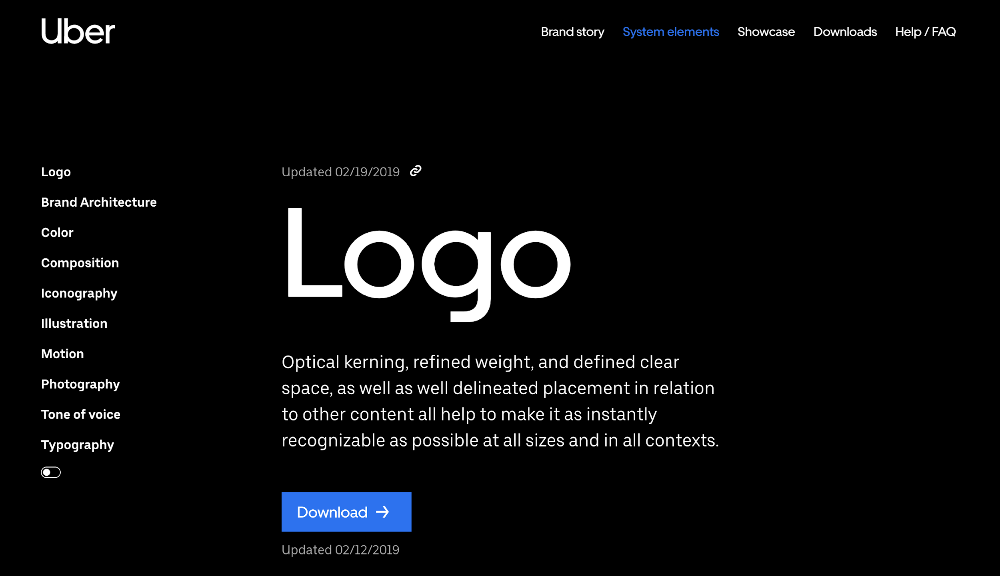 Uber
Brand story System elements Showcase Downloads Help / FAQ
Logo
Brand Architecture
Color
Composition
Iconography
Illustration
Motion
Photography
Tone of voice
Typography
Updated 02/19/2019
Logo
Optical kerning, refined weight, and defined clear
space, as well as well delineated placement in relation
to other content all help to make it as instantly
recognizable as possible at all sizes and in all contexts.
Download
Updated 02/12/2019